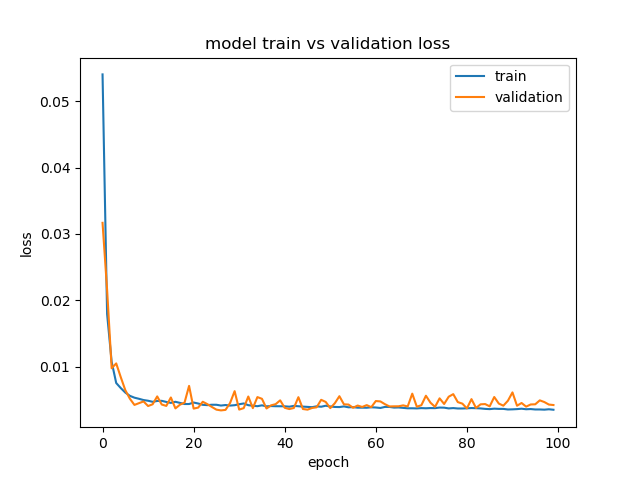 model train vs validation loss
train
validation
0.05
0.04
0.03
0.02
0.01
loss
0
20
40
60
80
100
epoch